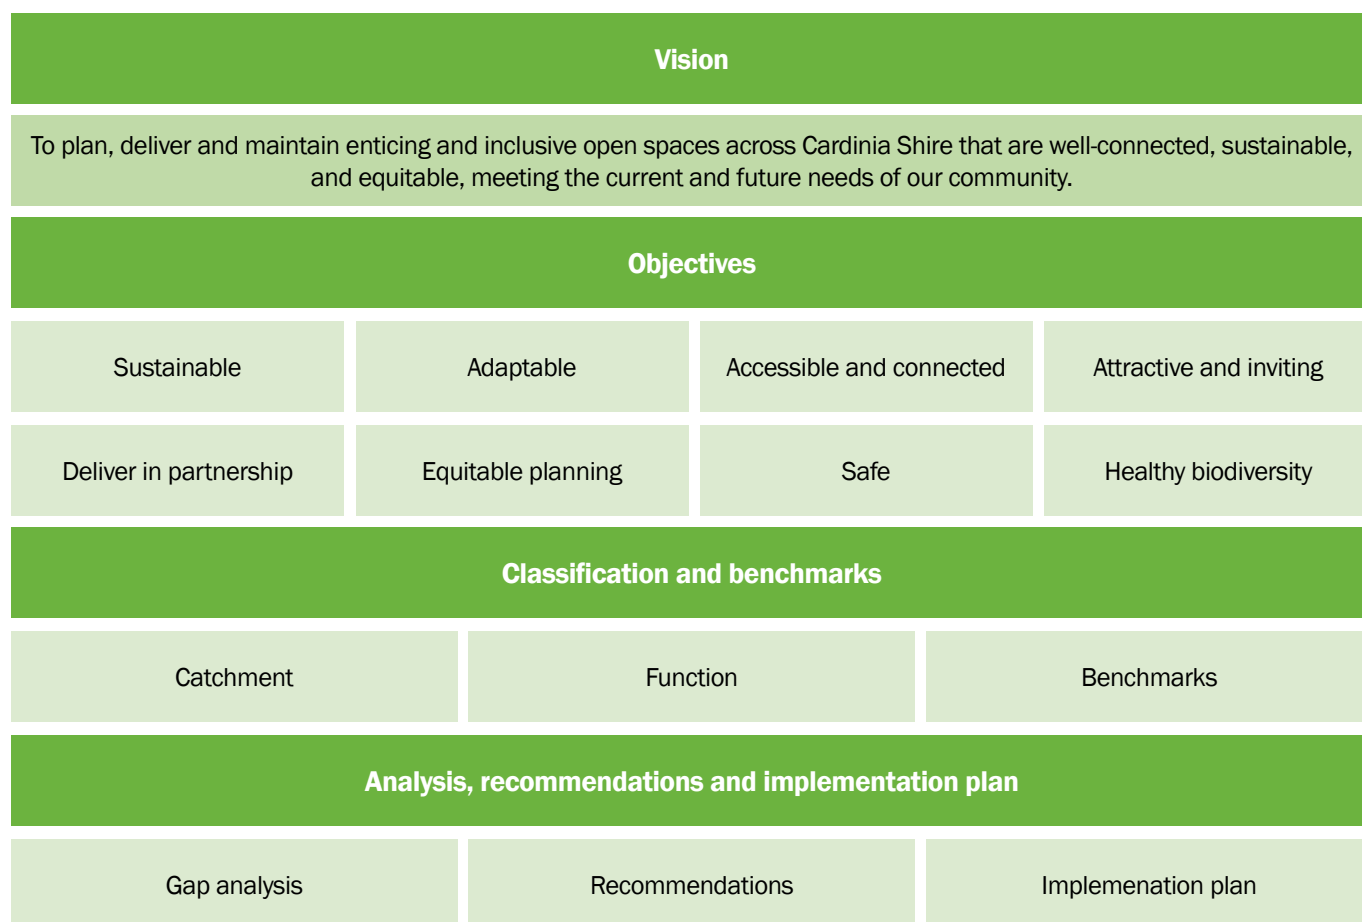 Vision
To plan, deliver and maintain enticing and inclusive open spaces across Cardinia Shire that are well-connected, sustainable,
and equitable, meeting the current and future needs of our community.
Objectives
Sustainable
Adaptable
Accessible and connected
Attractive and inviting
Deliver in partnership
Equitable planning
Safe
Healthy biodiversity
Classification and benchmarks
Catchment
Function
Benchmarks
Analysis, recommendations and implementation plan
Gap analysis
Recommendations
Implemenation plan